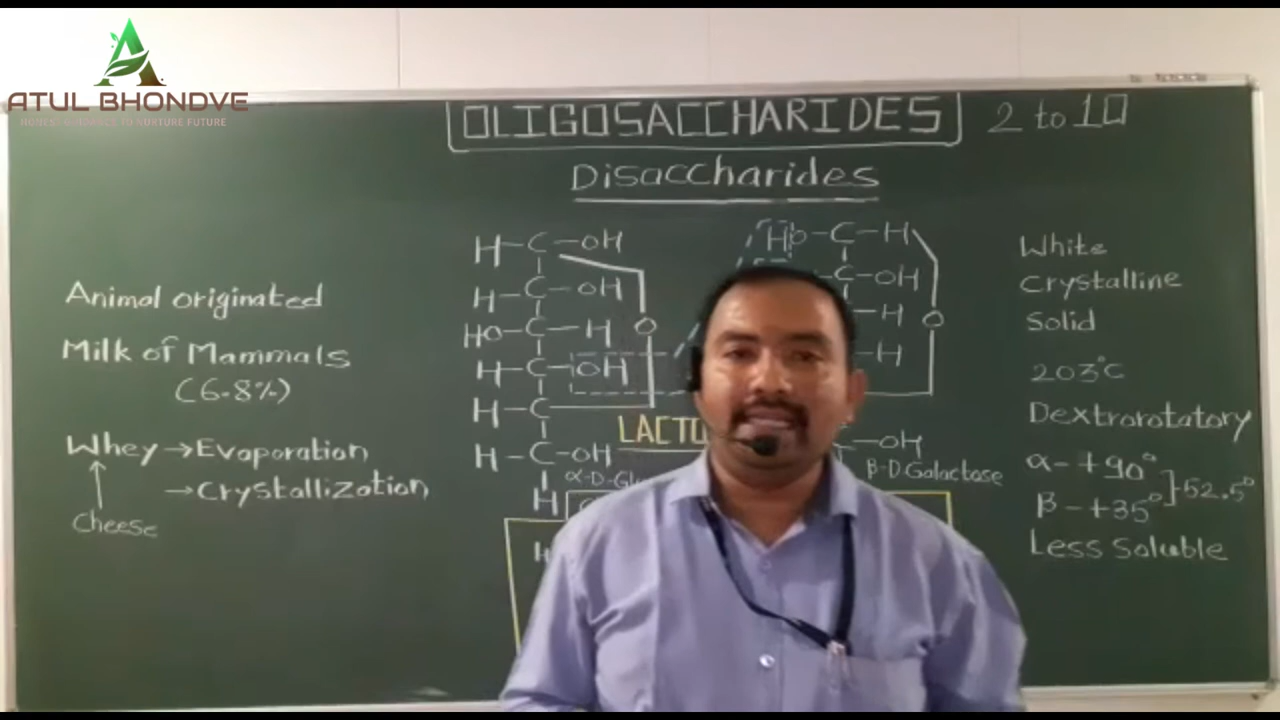 ATUL BHONDVE
OLIGOSACCHARIDES 2 to 10
Disaccharides
Animal originated
Milk of Mammals
(6-8%)
Whey → Evaporation
→ Crystallization
Cheese
H-C-OH
H-C-OH
HO-C-H
H-C-OH
H-C
H-C-OH
H
O
HO-C-H
C-OH
-H
-H
O
-OH
α-D-Glu
β-D-Galactose
White
Crystalline
Solid
203°C
Dextrorotatory
α-+90°
β-+35° 52.5°
Less Soluble